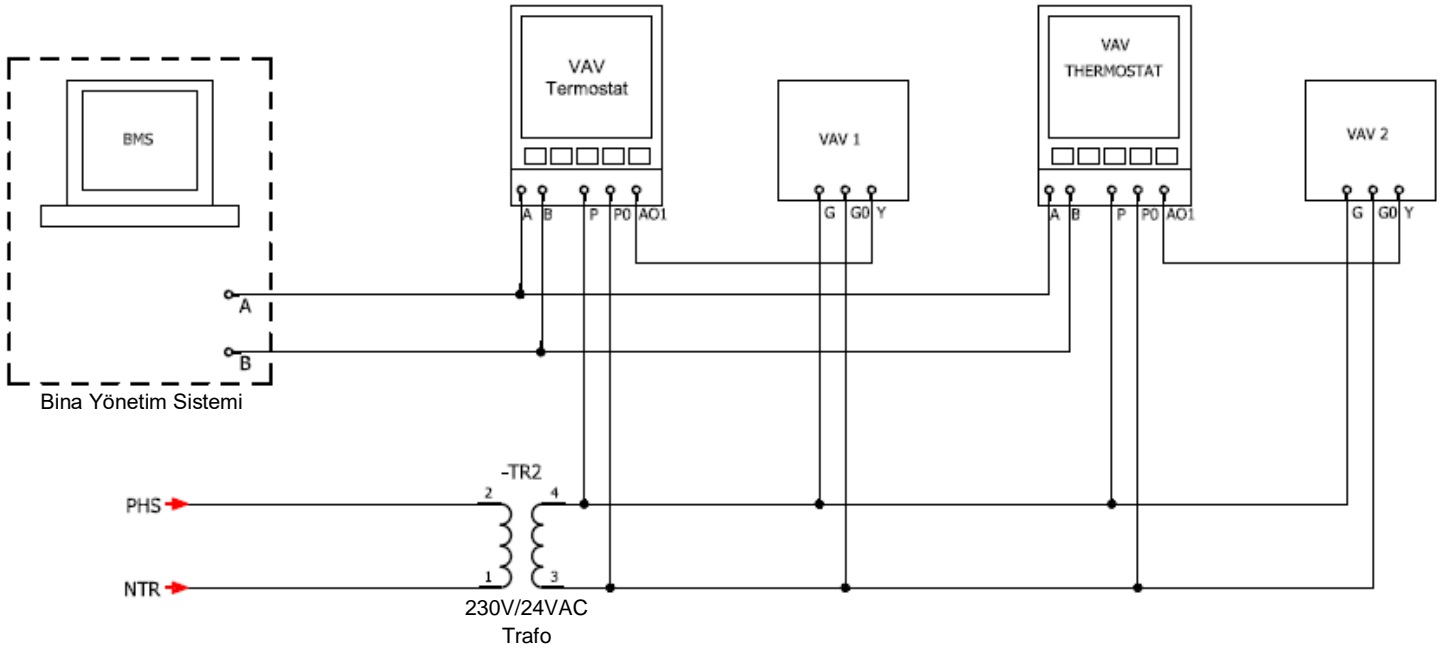 BMS
A
B
Bina Yönetim Sistemi
VAV
Termostat
A B P P0 AO1
VAV 1
G G0 Y
VAV
THERMOSTAT
A B P P0 AO1
VAV 2
G G0 Y
-TR2
PHS
2 4
NTR
1 3
230V/24VAC
Trafo